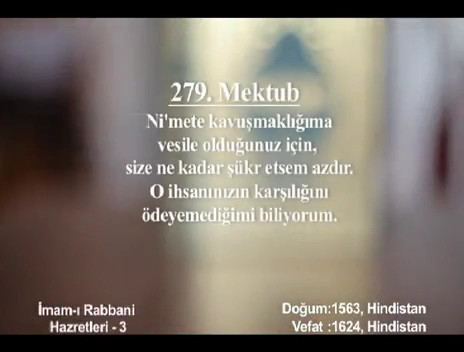 279. Mektub
Ni'mete kavuşmaklığıma
vesile olduğunuz için,
size ne kadar şükr etsem azdır.
O ihsanınızın karşılığını
ödeyemediğimi biliyorum.
İmam-ı Rabbani
Hazretleri - 3
Doğum:1563, Hindistan
Vefat :1624, Hindistan